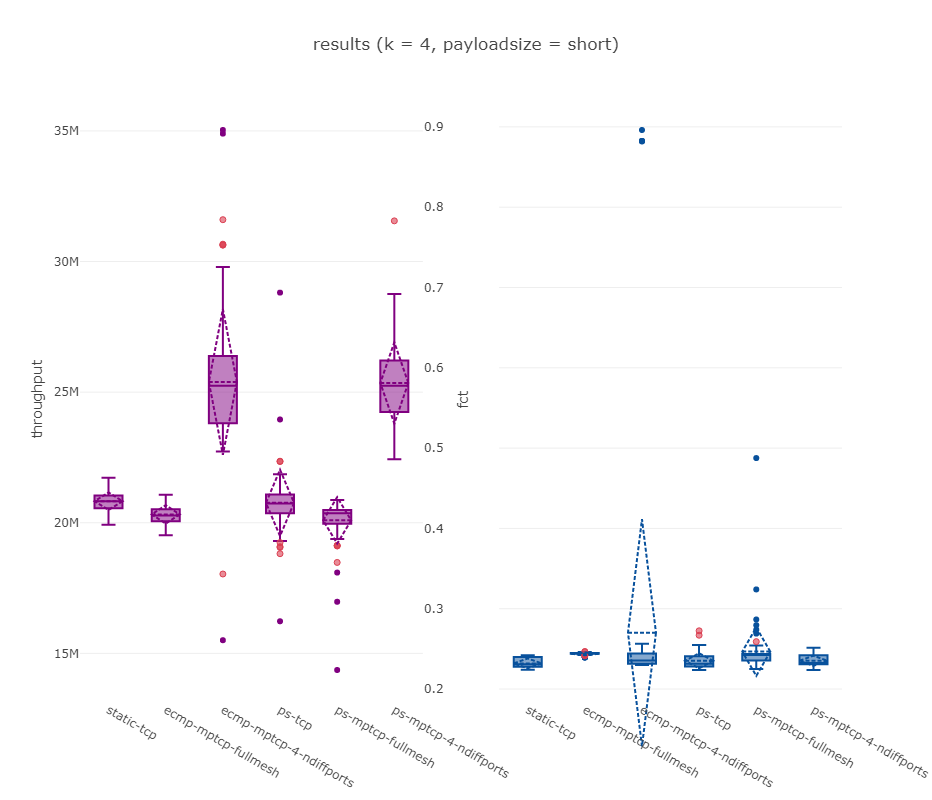 results (k = 4, payloadsize = short)
throughput
35M
30M
25M
20M
15M
static-tcp
ecmp-mptcp-fullmesh
ecmp-mptcp-4-ndiffports
ps-tcp
ps-mptcp-fullmesh
ps-mptcp-4-ndiffports
fct
0.9
0.8
0.7
0.6
0.5
0.4
0.3
0.2
static-tcp
ecmp-mptcp-fullmesh
ecmp-mptcp-4-ndiffports
ps-tcp
ps-mptcp-fullmesh
ps-mptcp-4-ndiffports